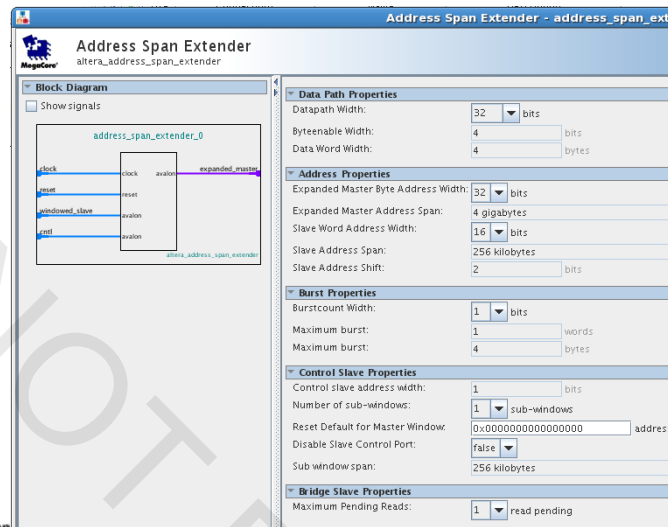 Address Span Extender - address_span_ext
MegaCore'
Address Span Extender
altera_address_span_extender
Block Diagram
Show signals
address_span_extender_0
clock clock avalon expanded_master
reset reset
windowed_slave avalon
cntl avalon
altera_address_span_extender
Data Path Properties
Datapath Width: 32 bits
Byteenable Width: 4 bits
Data Word Width: 4 bytes
Address Properties
Expanded Master Byte Address Width: 32 bits
Expanded Master Address Span: 4 gigabytes
Slave Word Address Width: 16 bits
Slave Address Span: 256 kilobytes
Slave Address Shift: 2 bits
Burst Properties
Burstcount Width: 1 bits
Maximum burst: 1 words
Maximum burst: 4 bytes
Control Slave Properties
Control slave address width: 1 bits
Number of sub-windows: 1 sub-windows
Reset Default for Master Window: 0x0000000000000000 addres
Disable Slave Control Port: false
Sub window span: 256 kilobytes
Bridge Slave Properties
Maximum Pending Reads: 1 read pending